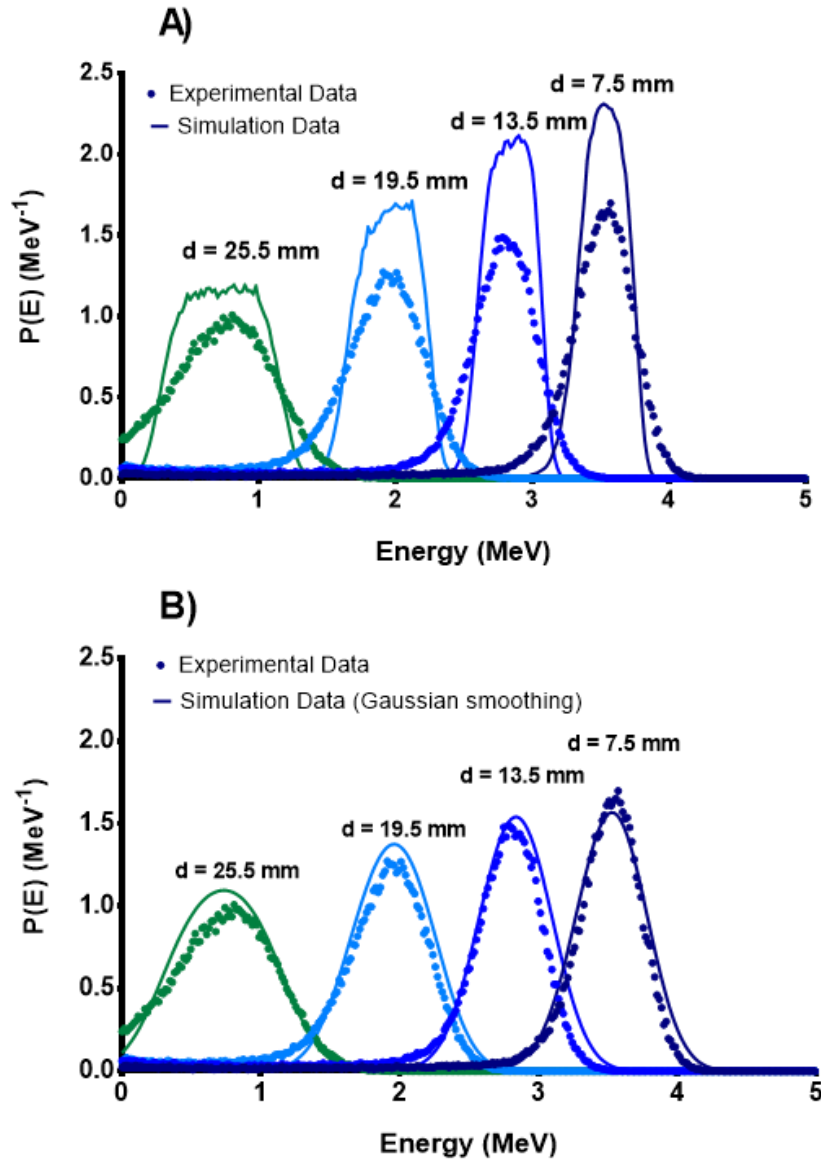 A)
2.5
2.0
1.5
1.0
0.5
0.0
P(E) (MeV-1)
Experimental Data
Simulation Data
d = 7.5 mm
d = 13.5 mm
d = 19.5 mm
d = 25.5 mm
0 1 2 3 4 5
Energy (MeV)
B)
2.5
2.0
1.5
1.0
0.5
0.0
P(E) (MeV-1)
Experimental Data
Simulation Data (Gaussian smoothing)
d = 7.5 mm
d = 13.5 mm
d = 19.5 mm
d = 25.5 mm
0 1 2 3 4 5
Energy (MeV)